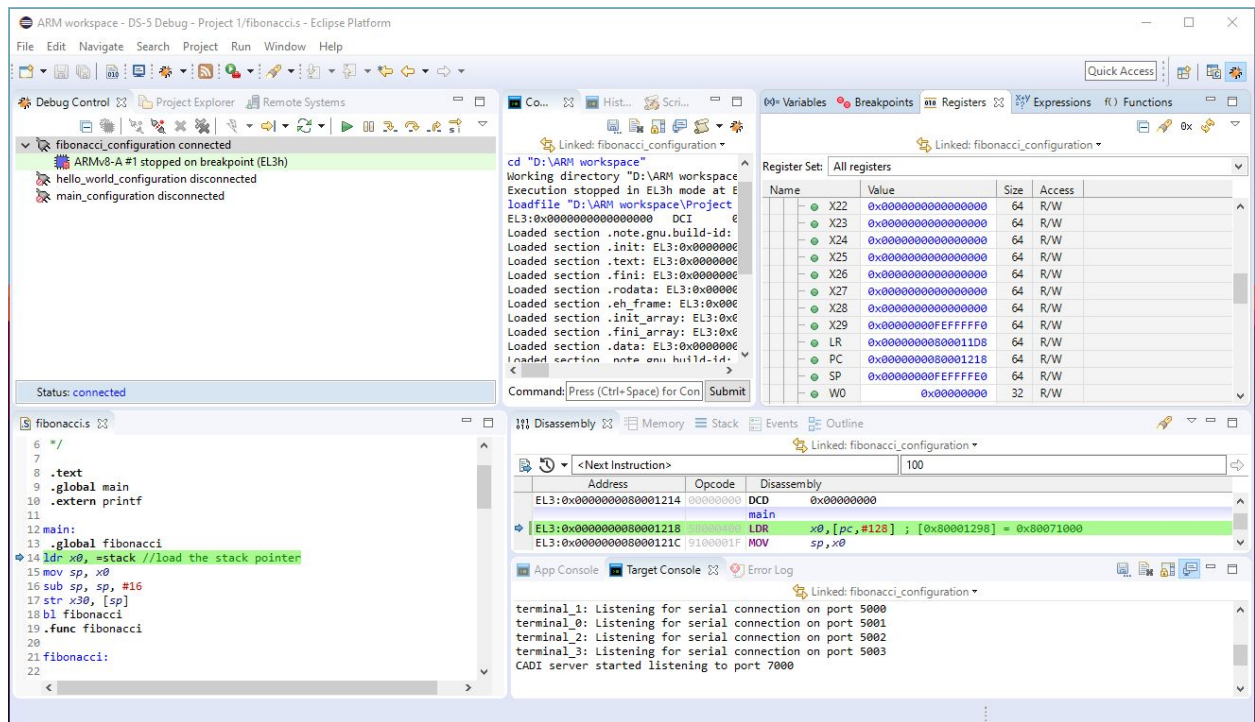 ARM workspace - DS-5 Debug - Project 1/fibonacci.s - Eclipse Platform
File Edit Navigate Search Project Run Window Help
Quick Access
Debug Control Project Explorer Remote Systems
fibonacci_configuration connected
ARMv8-A #1 stopped on breakpoint (EL3h)
hello_world_configuration disconnected
main_configuration disconnected
Status: connected
Co... Hist... Scri...
Linked: fibonacci_configuration
cd "D:\ARM workspace"
Working directory "D:\ARM workspace
Execution stopped in EL3h mode at E
loadfile "D:\ARM workspace\Project
EL3:0x0000000000000000 DCI 0
Loaded section .note.gnu.build-id:
Loaded section .init: EL3:0x0000000
Loaded section .text: EL3:0x0000000
Loaded section .fini: EL3:0x0000000
Loaded section .rodata: EL3:0x00000
Loaded section .eh_frame: EL3:0x000
Loaded section .init_array: EL3:0x0
Loaded section .fini_array: EL3:0x0
Loaded section .data: EL3:0x0000000
Loaded section .note.gnu.build-id:
Command: Press (Ctrl+Space) for Con Submit
(x)= Variables Breakpoints Registers Expressions f() Functions
Linked: fibonacci_configuration
Register Set: All registers
Name Value Size Access
X22 0x0000000000000000 64 R/W
X23 0x0000000000000000 64 R/W
X24 0x0000000000000000 64 R/W
X25 0x0000000000000000 64 R/W
X26 0x0000000000000000 64 R/W
X27 0x0000000000000000 64 R/W
X28 0x0000000000000000 64 R/W
X29 0x00000000FEFFFFF0 64 R/W
LR 0x00000000800011D8 64 R/W
PC 0x0000000080001218 64 R/W
SP 0x00000000FEFFFFE0 64 R/W
W0 0x00000000 32 R/W
fibonacci.s
6 */
7
8 .text
9 .global main
10 .extern printf
11
12 main:
13 .global fibonacci
14 ldr x0, =stack //load the stack pointer
15 mov sp, x0
16 sub sp, sp, #16
17 str x30, [sp]
18 bl fibonacci
19 .func fibonacci
20
21 fibonacci:
22
Disassembly Memory Stack Events Outline
Linked: fibonacci_configuration
<Next Instruction> 100
Address Opcode Disassembly
EL3:0x0000000080001214 00000000 DCD 0x00000000
main
EL3:0x0000000080001218 58000400 LDR x0,[pc,#128] ; [0x80001298] = 0x80071000
EL3:0x000000008000121C 9100001F MOV sp,x0
App Console Target Console Error Log
Linked: fibonacci_configuration
terminal_1: Listening for serial connection on port 5000
terminal_0: Listening for serial connection on port 5001
terminal_2: Listening for serial connection on port 5002
terminal_3: Listening for serial connection on port 5003
CADI server started listening to port 7000